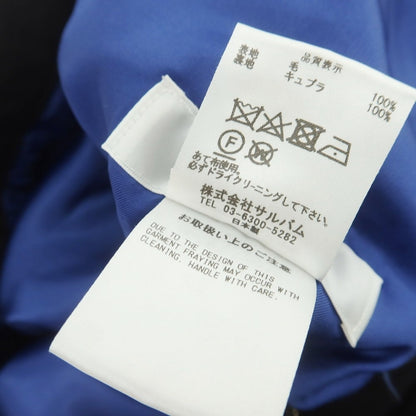 品質表示
表地 毛 100%
裏地 キュプラ 100%
F
あて布使用。
必ずドライクリーニングして下さい
株式会社サルバム
TEL 03-6300-5282
日本製
お取扱い上のご注意
DUE TO THE DESIGN OF THIS
GARMENT FRAYING MAY OCCUR WITH
CLEANING. HANDLE WITH CARE.